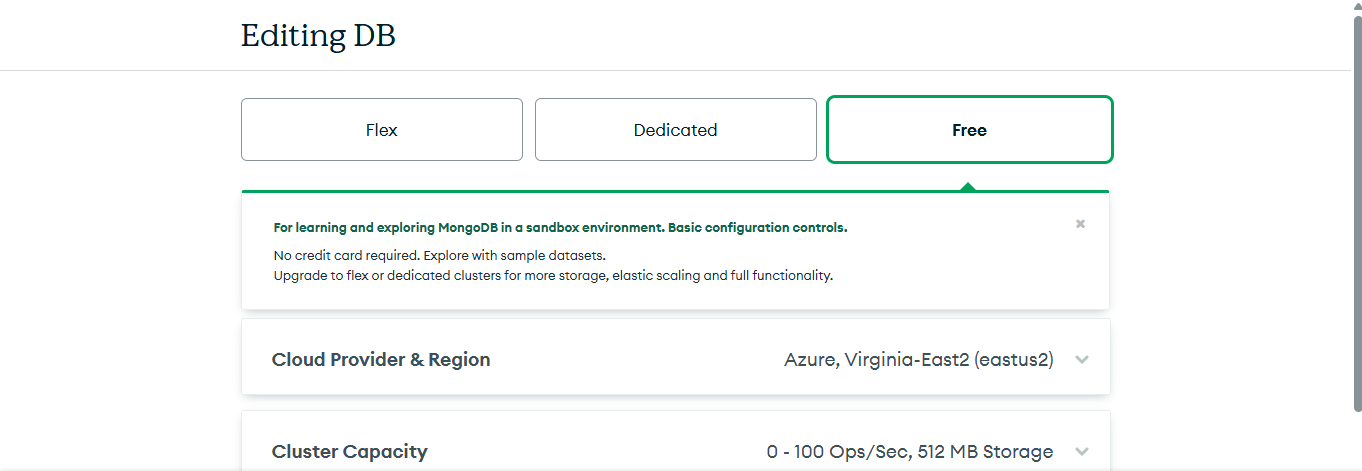 Editing DB
Flex
Dedicated
Free
For learning and exploring MongoDB in a sandbox environment. Basic configuration controls.
No credit card required. Explore with sample datasets.
Upgrade to flex or dedicated clusters for more storage, elastic scaling and full functionality.
Cloud Provider & Region
Azure, Virginia-East2 (eastus2)
Cluster Capacity
0 - 100 Ops/Sec, 512 MB Storage